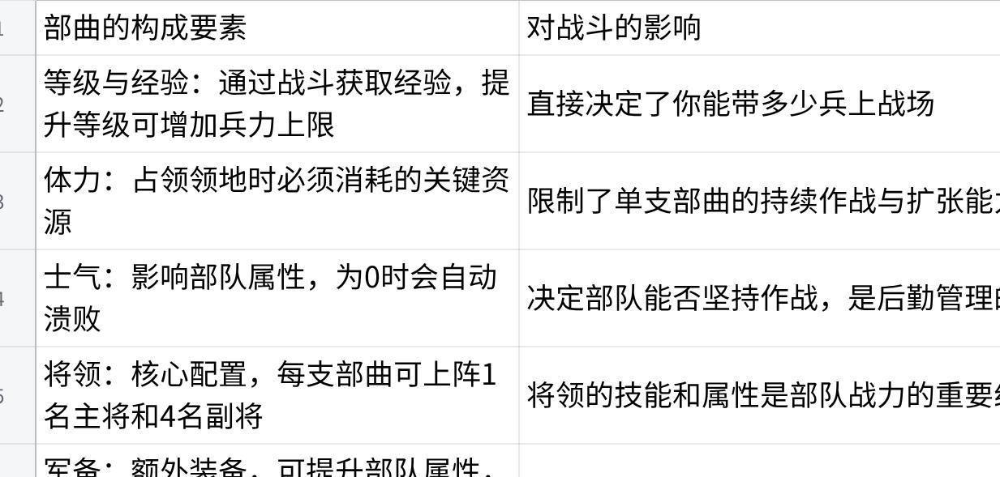 1
部曲的构成要素
对战斗的影响
2
等级与经验：通过战斗获取经验，提
升等级可增加兵力上限
直接决定了你能带多少兵上战场
3
体力：占领领地时必须消耗的关键资
源
限制了单支部曲的持续作战与扩张能
4
士气：影响部队属性，为0时会自动
溃败
决定部队能否坚持作战，是后勤管理
5
将领：核心配置，每支部曲可上阵1
名主将和4名副将
将领的技能和属性是部队战力的重要
军备：额外装备，可提升部队属性，